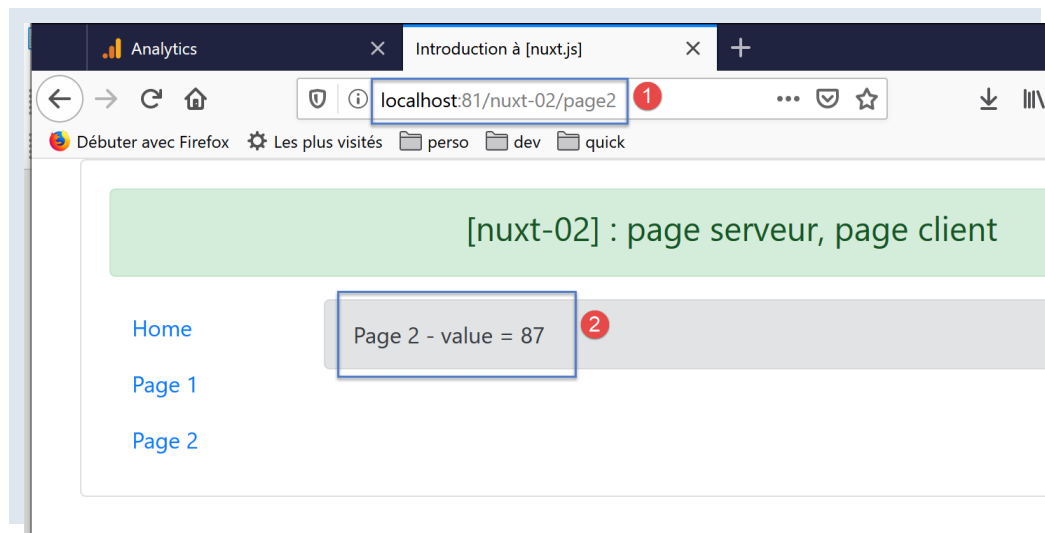 Analytics
Introduction à [nuxt.js]
localhost:81/nuxt-02/page2
1
Débuter avec Firefox Les plus visités perso dev quick
[nuxt-02] : page serveur, page client
Home
Page 2 - value = 87
2
Page 1
Page 2